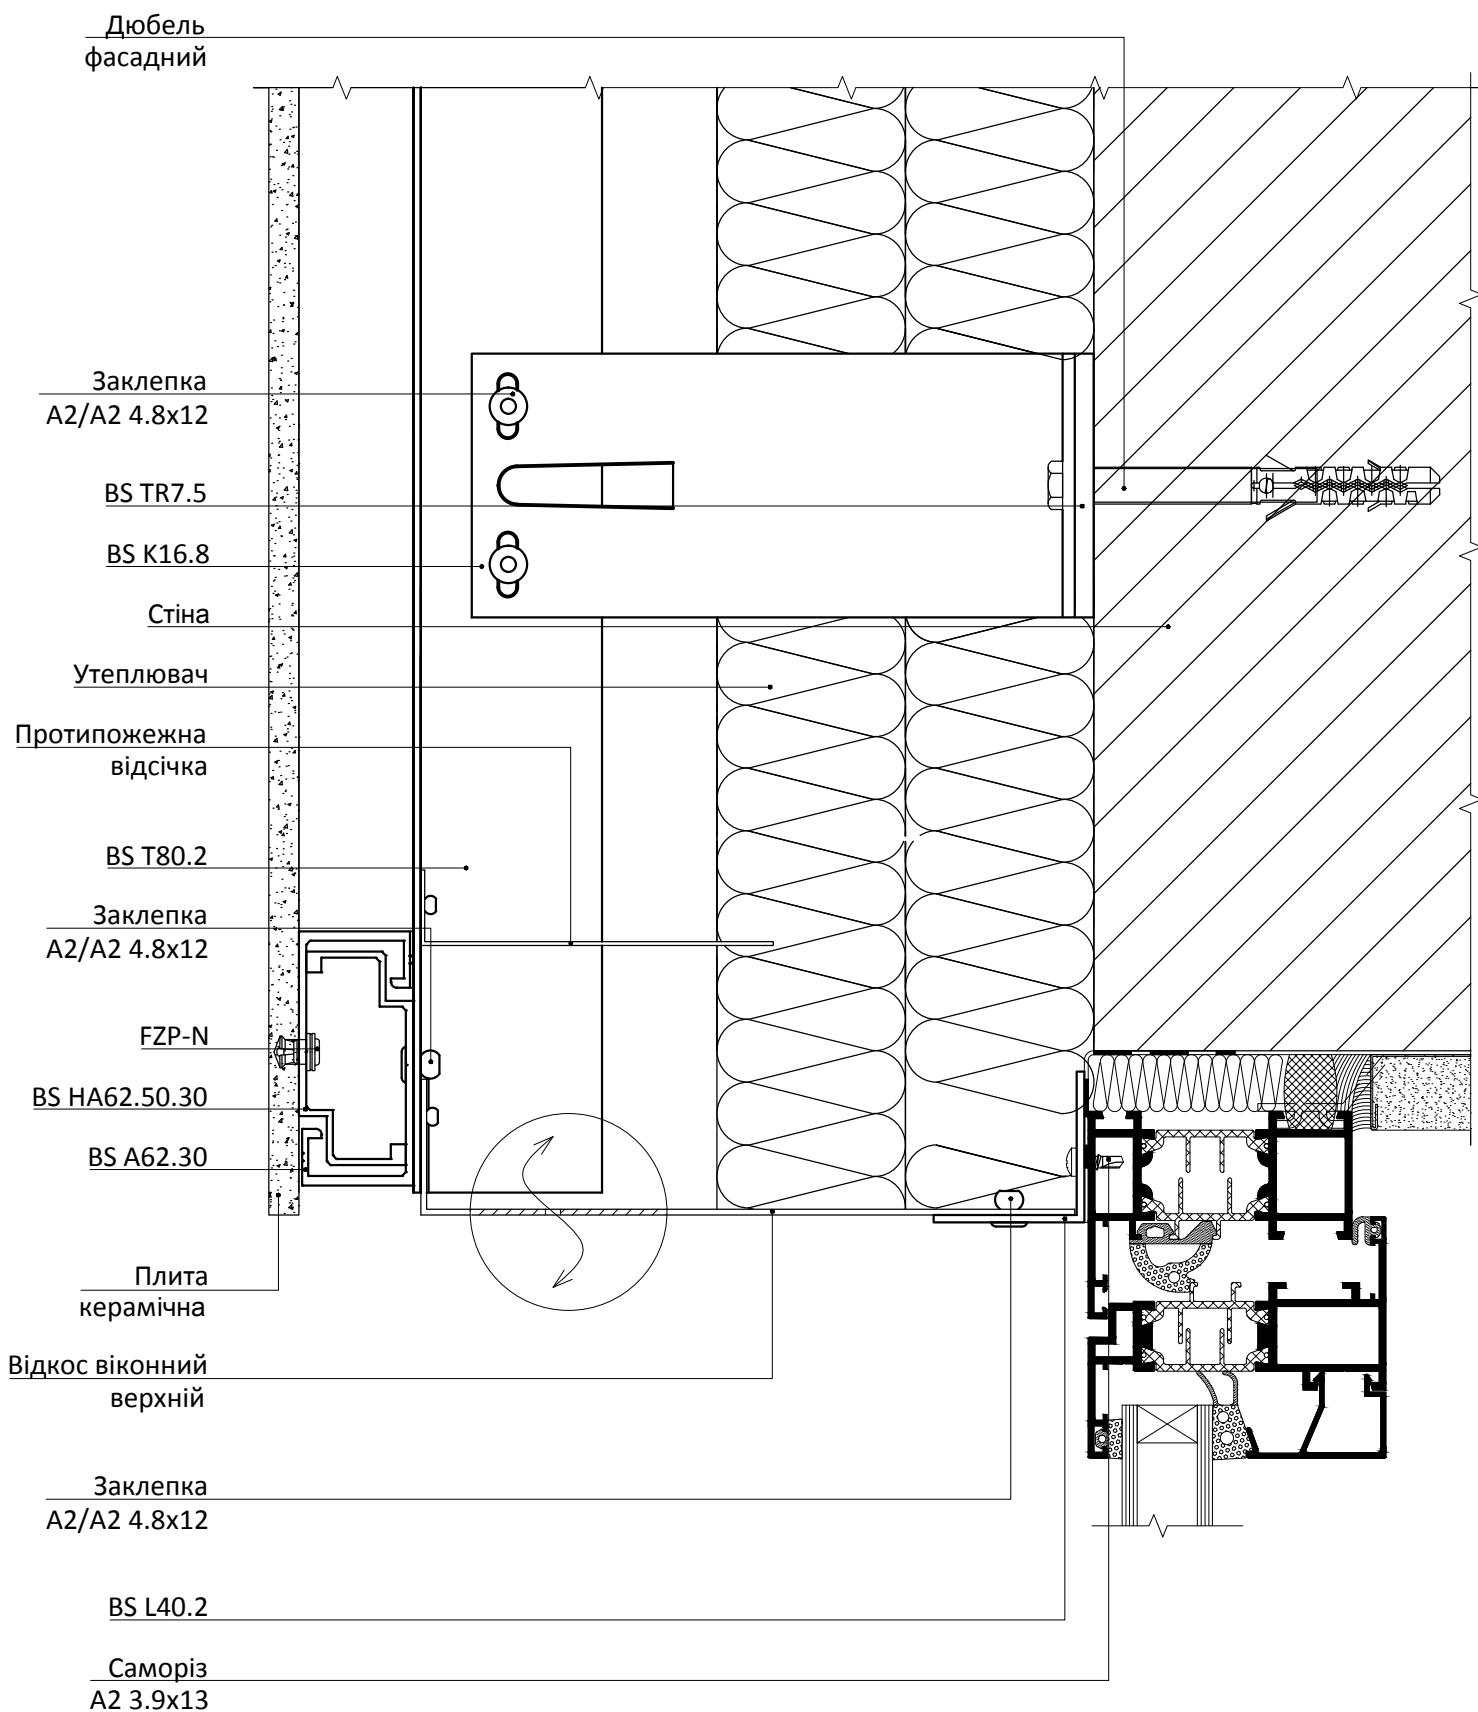 Дюбель
фасадний
Заклепка
A2/A2 4.8x12
BS TR7.5
BS K16.8
Стіна
Утеплювач
Протипожежна
відсічка
BS T80.2
Заклепка
A2/A2 4.8x12
FZP-N
BS HA62.50.30
BS A62.30
Плита
керамічна
Відкос віконний
верхній
Заклепка
A2/A2 4.8x12
BS L40.2
Саморіз
A2 3.9x13